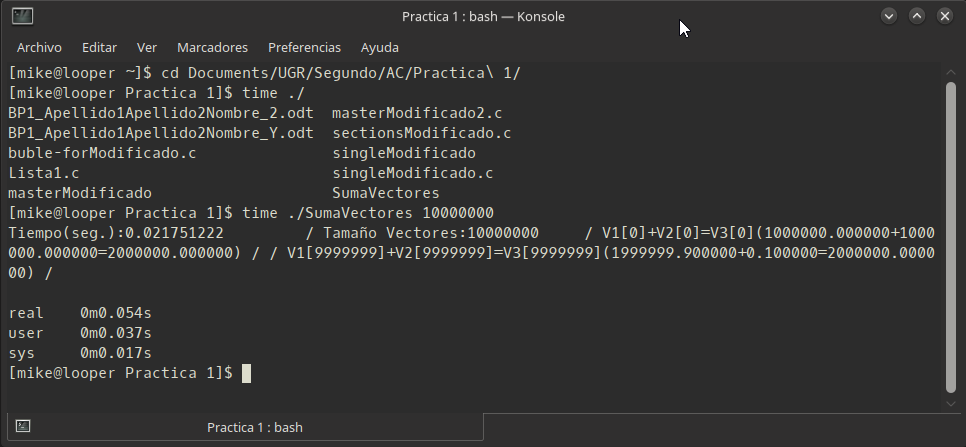 Practica 1 : bash — Konsole
Archivo Editar Ver Marcadores Preferencias Ayuda
[mike@looper ~]$ cd Documents/UGR/Segundo/AC/Practica\ 1/
[mike@looper Practica 1]$ time ./
BP1_Apellido1Apellido2Nombre_2.odt  masterModificado2.c
BP1_Apellido1Apellido2Nombre_Y.odt  sectionsModificado.c
buble-forModificado.c               singleModificado
Lista1.c                            singleModificado.c
masterModificado                    SumaVectores
[mike@looper Practica 1]$ time ./SumaVectores 10000000
Tiempo(seg.):0.021751222         / Tamaño Vectores:10000000     / V1[0]+V2[0]=V3[0](1000000.000000+1000
000.000000=2000000.000000) / / V1[9999999]+V2[9999999]=V3[9999999](1999999.900000+0.100000=2000000.0000
00) /
real    0m0.054s
user    0m0.037s
sys     0m0.017s
[mike@looper Practica 1]$
Practica 1 : bash